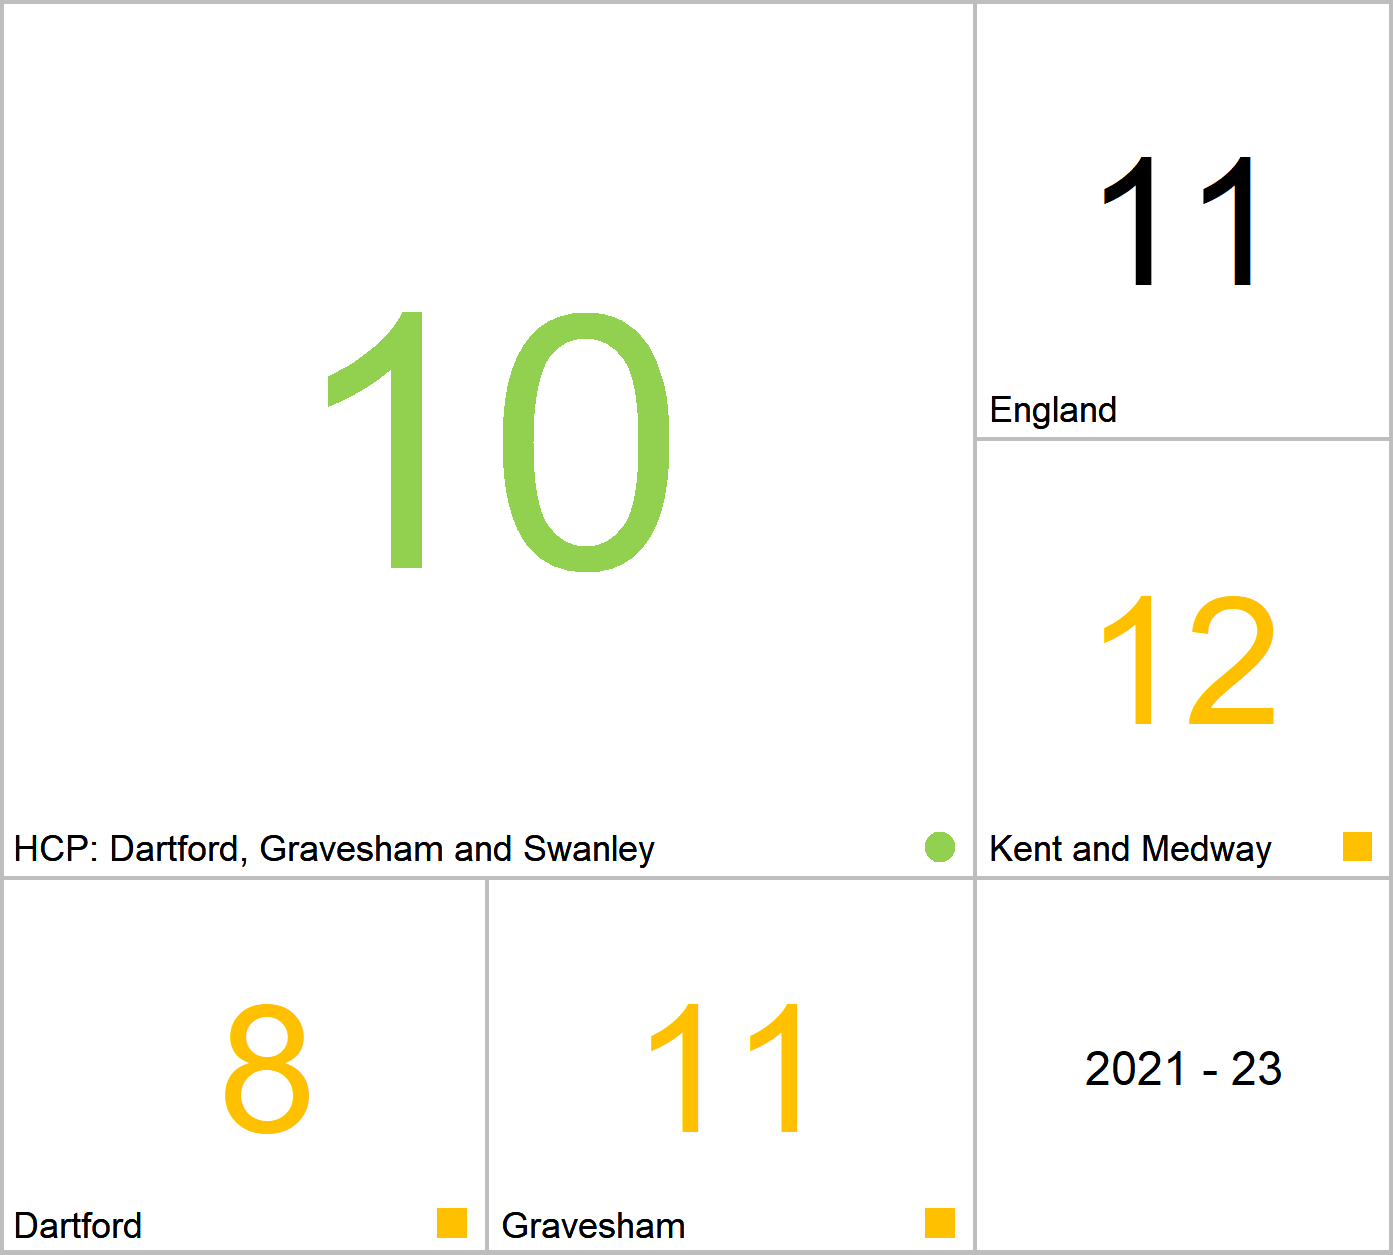 10
HCP: Dartford, Gravesham and Swanley
11
England
12
Kent and Medway
8
Dartford
11
Gravesham
2021 - 23